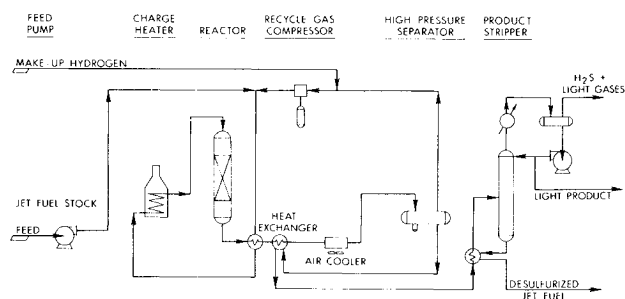 FEED
PUMP
CHARGE
HEATER
REACTOR
RECYCLE GAS
COMPRESSOR
HIGH PRESSURE
SEPARATOR
PRODUCT
STRIPPER
MAKE-UP HYDROGEN
H2S +
LIGHT GASES
JET FUEL STOCK
FEED
HEAT
EXCHANGER
AIR COOLER
LIGHT PRODUCT
DESULFURIZED
JET FUEL